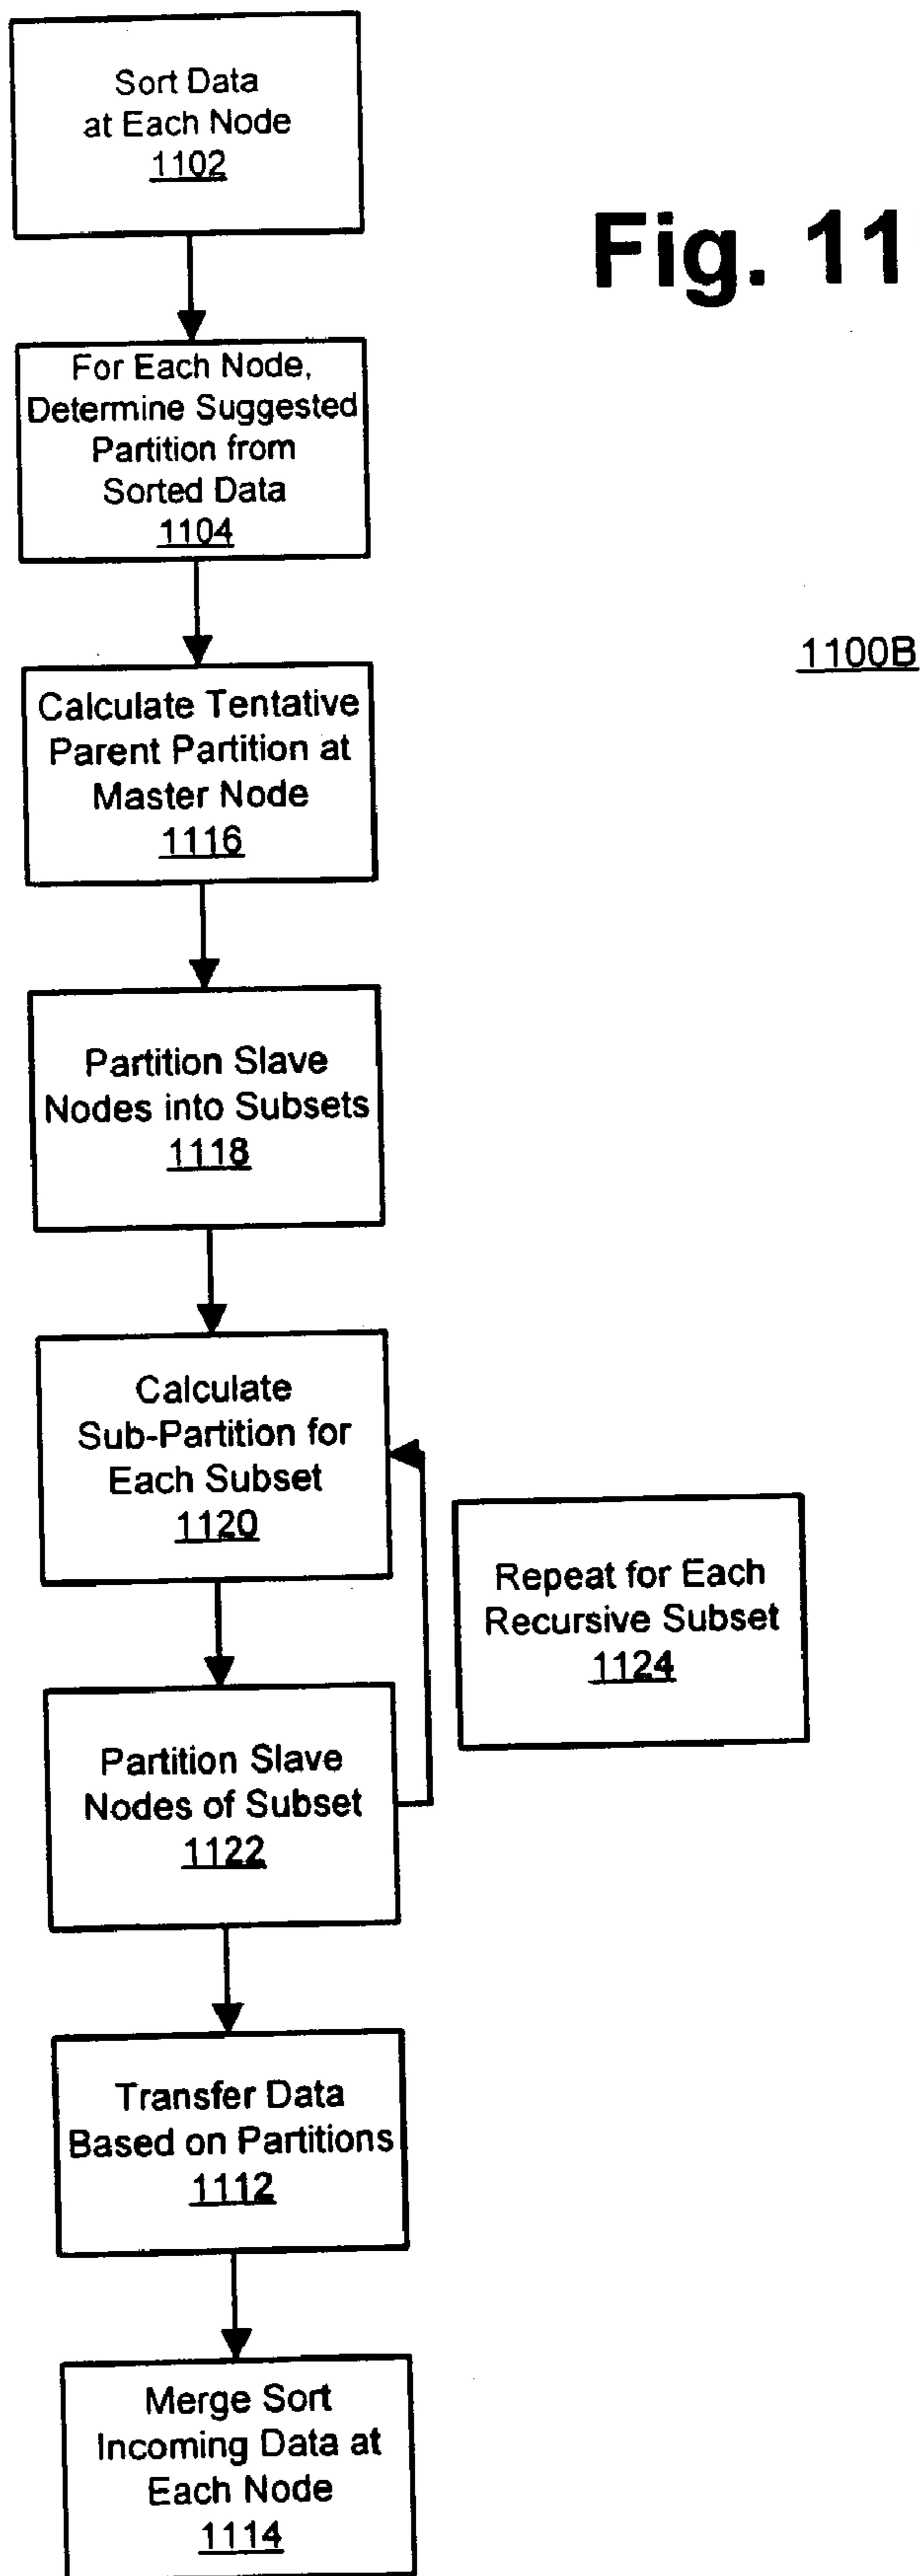 Sort Data
at Each Node
1102
Fig. 11
For Each Node,
Determine Suggested
Partition from
Sorted Data
1104
1100B
Calculate Tentative
Parent Partition at
Master Node
1116
Partition Slave
Nodes into Subsets
1118
Calculate
Sub-Partition for
Each Subset
1120
Repeat for Each
Recursive Subset
1124
Partition Slave
Nodes of Subset
1122
Transfer Data
Based on Partitions
1112
Merge Sort
Incoming Data at
Each Node
1114